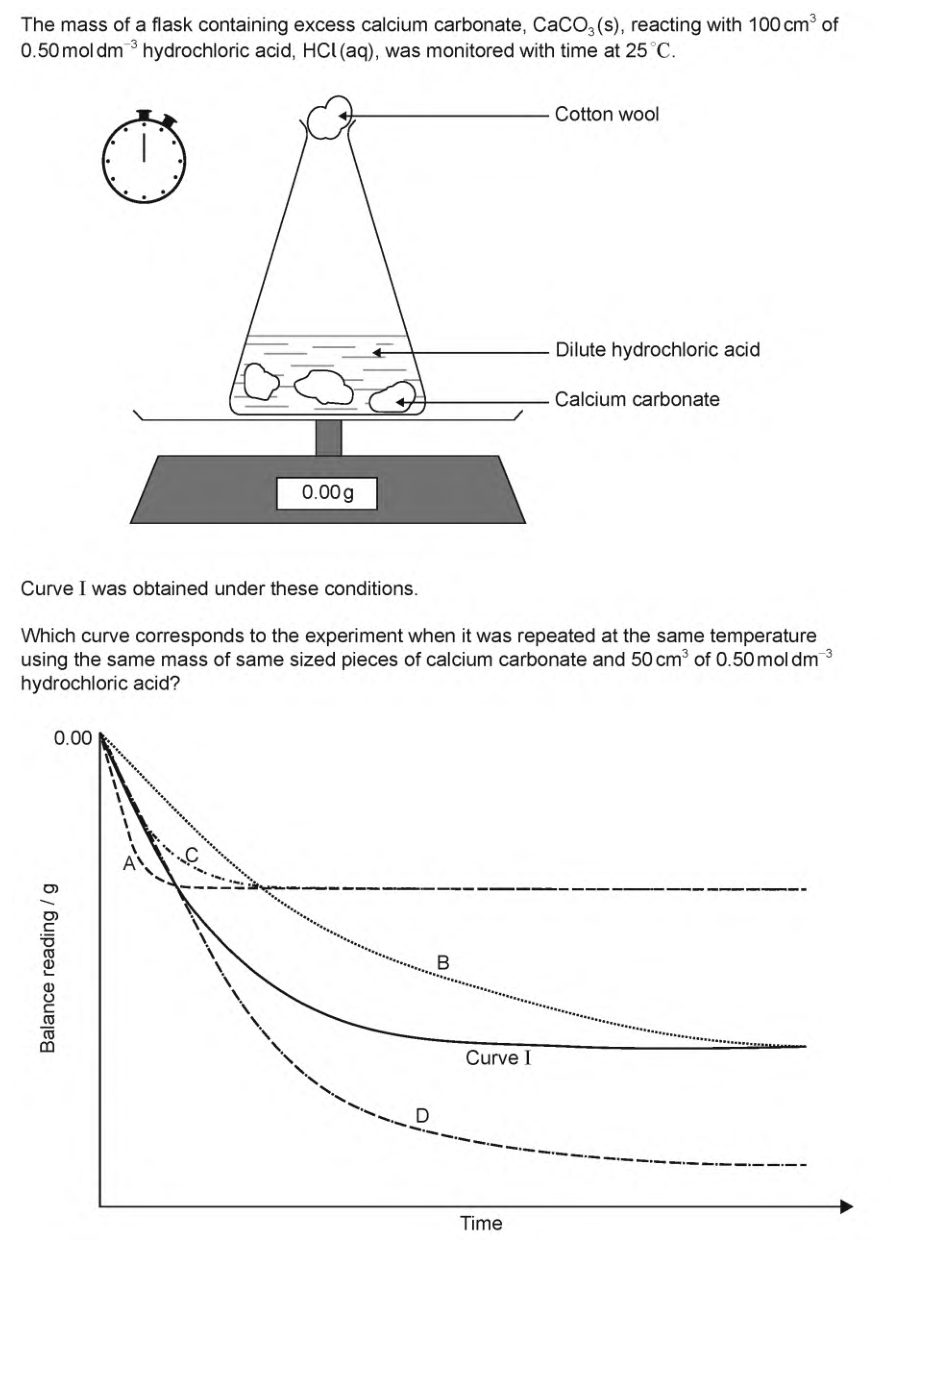 The mass of a flask containing excess calcium carbonate, CaCO₃(s), reacting with 100 cm³ of
0.50 mol dm⁻³ hydrochloric acid, HCl (aq), was monitored with time at 25 °C.
Cotton wool
Dilute hydrochloric acid
Calcium carbonate
0.00 g
Curve I was obtained under these conditions.
Which curve corresponds to the experiment when it was repeated at the same temperature
using the same mass of same sized pieces of calcium carbonate and 50 cm³ of 0.50 mol dm⁻³
hydrochloric acid?
0.00
C
A
B
Balance reading / g
Curve I
D
Time